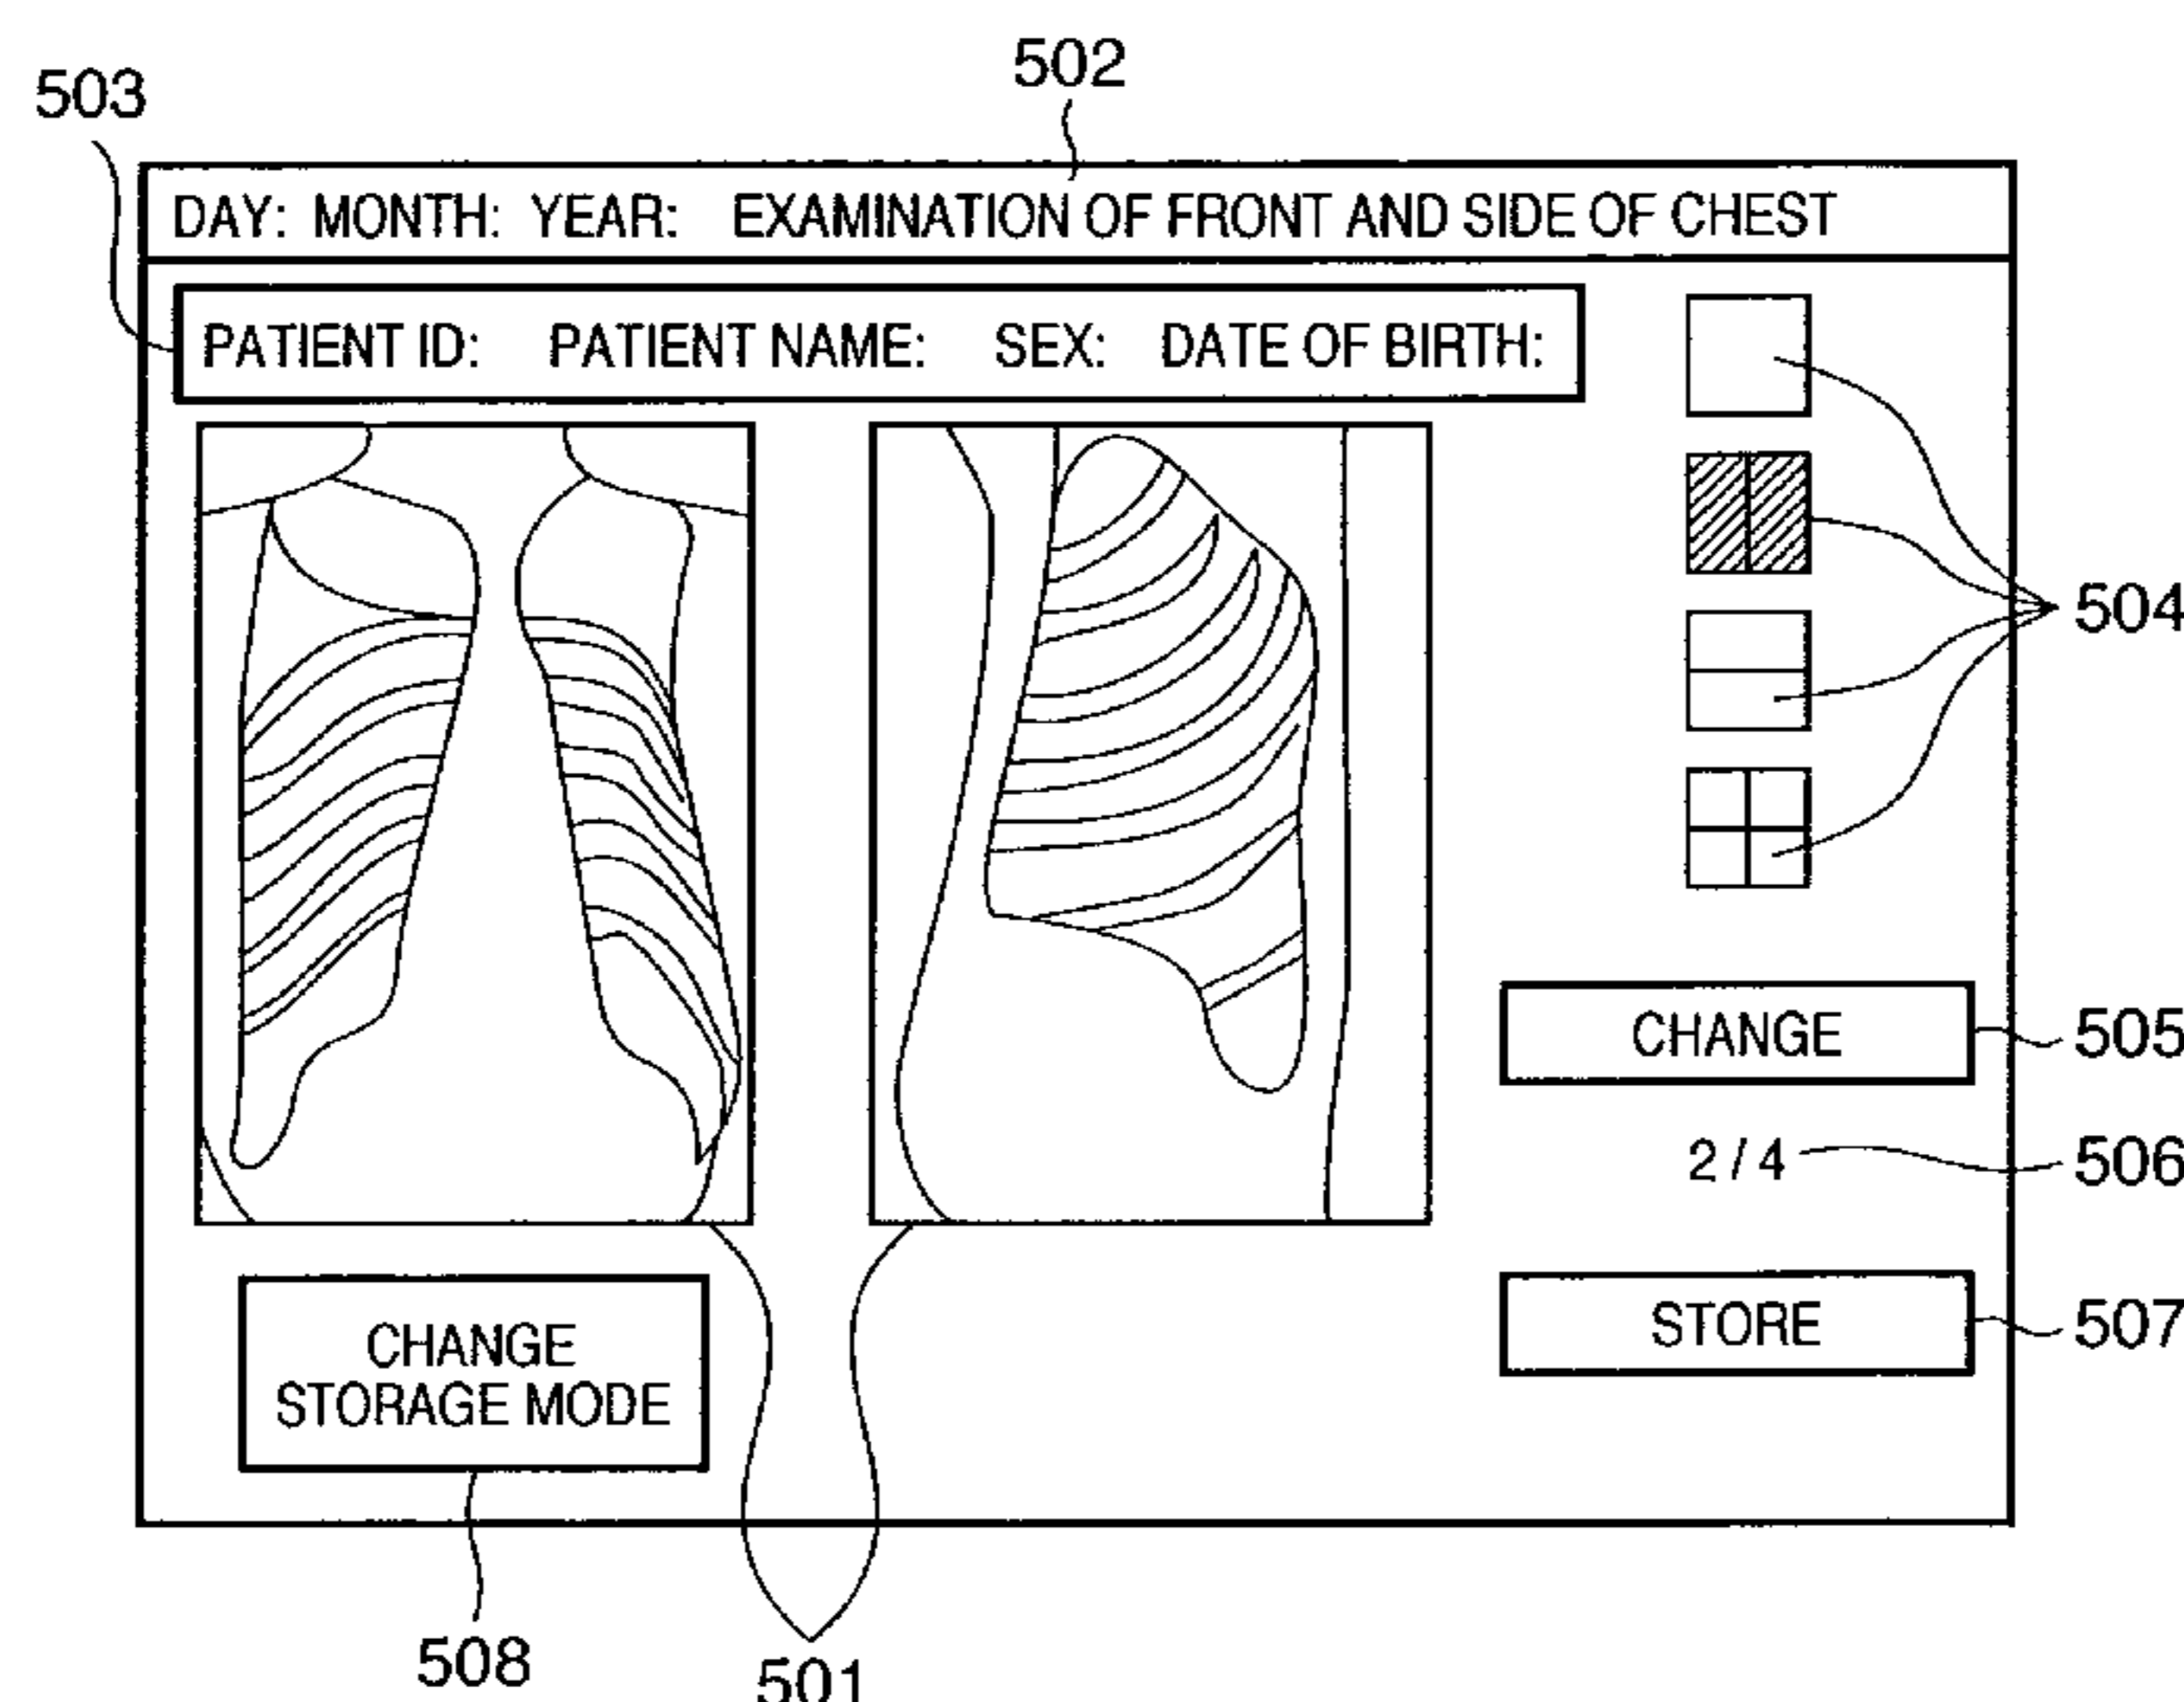 502
503
DAY: MONTH: YEAR: EXAMINATION OF FRONT AND SIDE OF CHEST
PATIENT ID: PATIENT NAME: SEX: DATE OF BIRTH:
504
CHANGE
505
2 / 4
506
STORE
507
CHANGE
STORAGE MODE
508
501